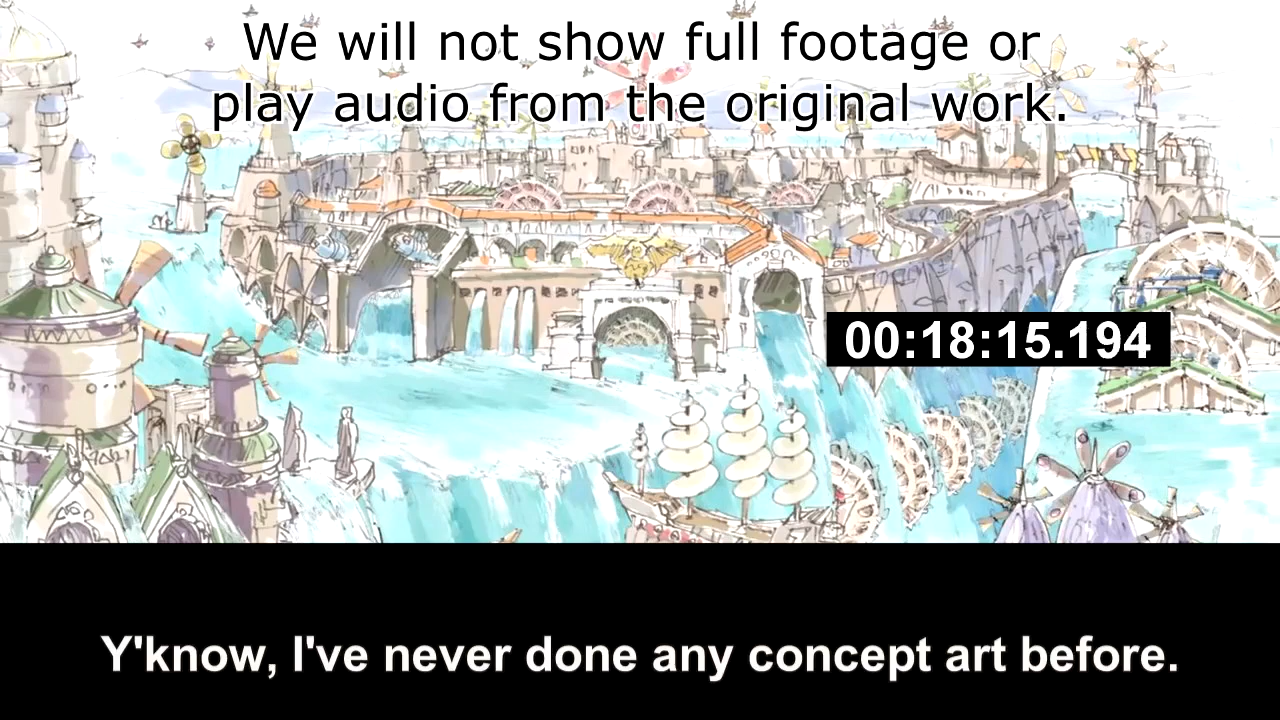 We will not show full footage or
play audio from the original work.
00:18:15.194
Y'know, I've never done any concept art before.